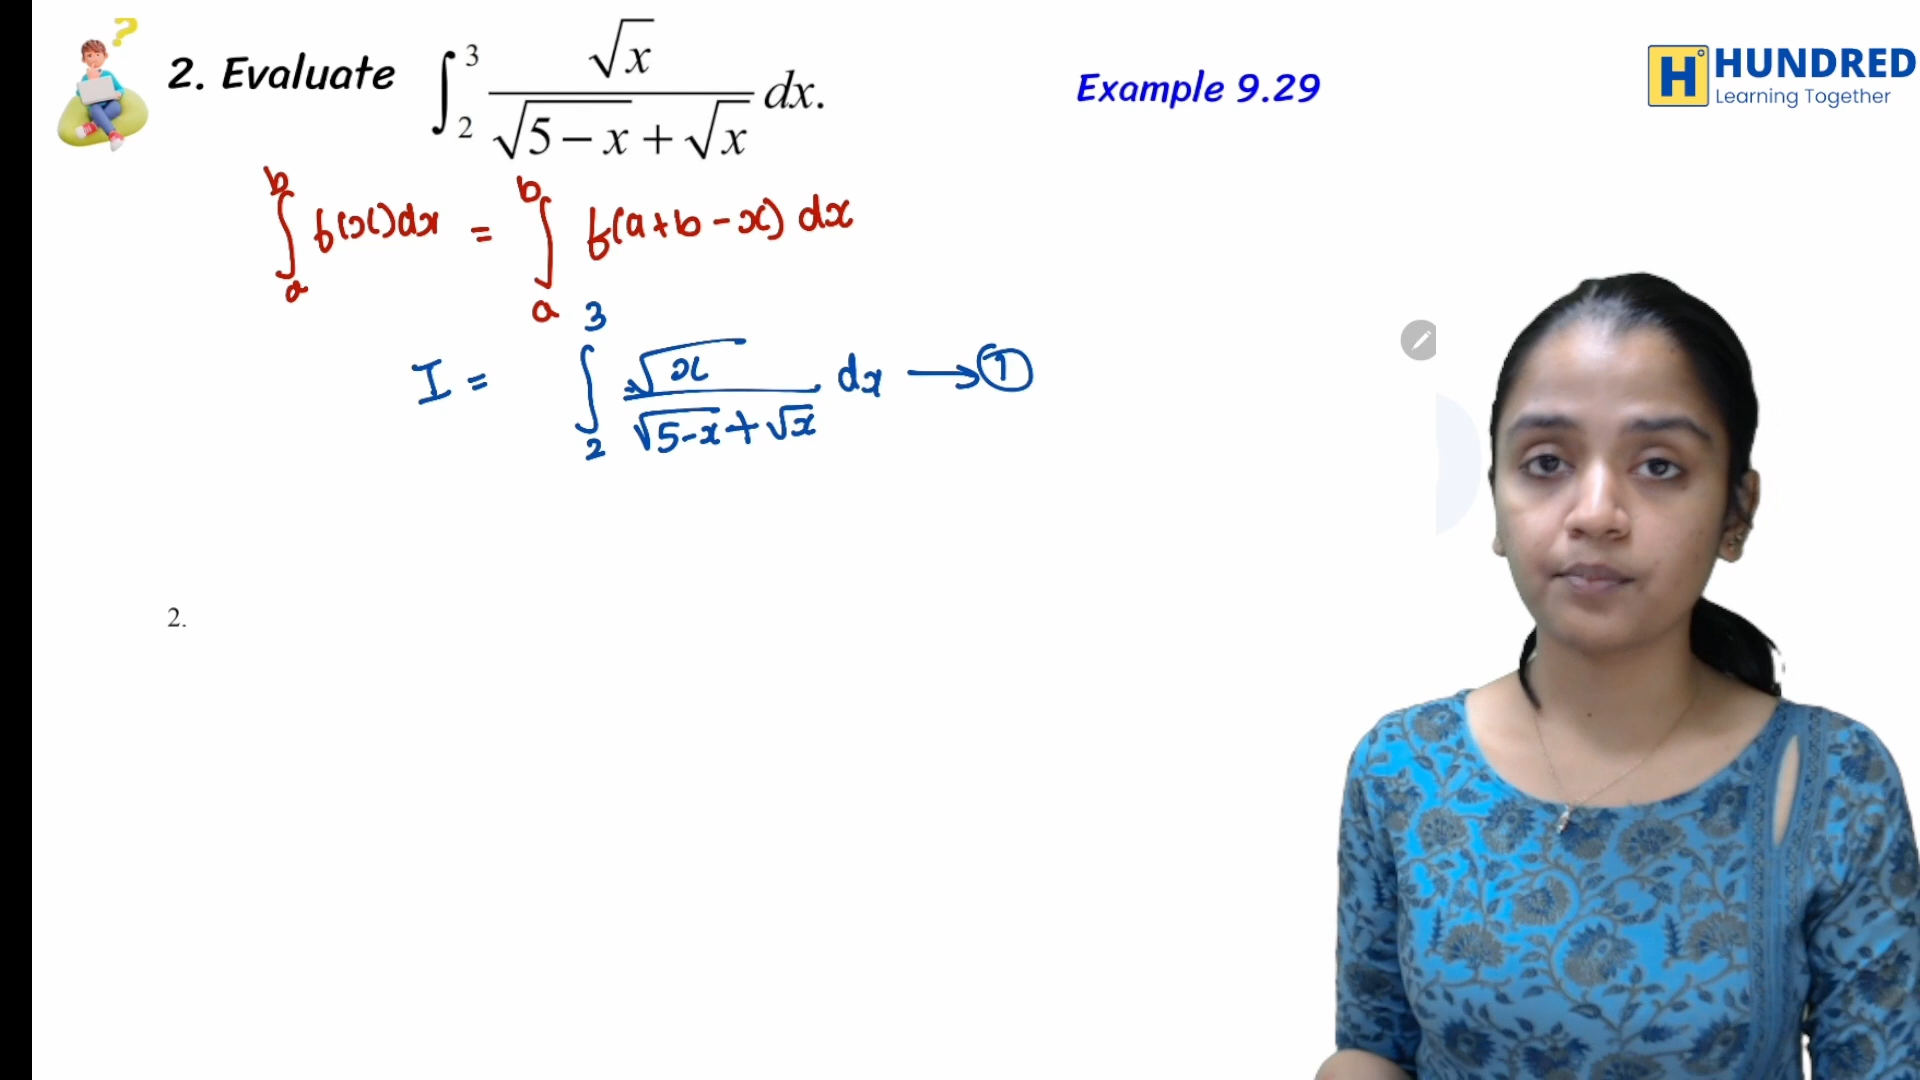 2. Evaluate ∫₂³ √x / (√(5 − x) + √x) dx.
Example 9.29
HUNDRED
Learning Together
∫ₐᵇ f(x) dx = ∫ₐᵇ f(a+b−x) dx
I = ∫₂³ √x / (√(5−x) + √x) dx → ①
2.